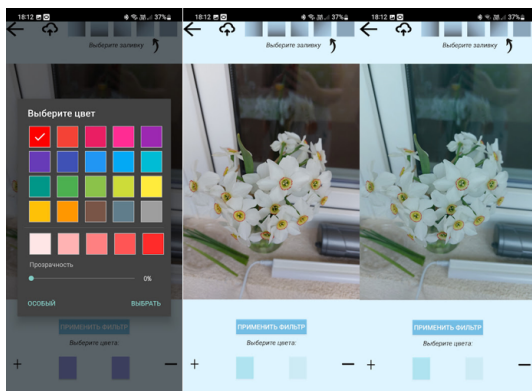 18:12 37%
Выберите заливку
Выберите цвет
Прозрачность
0%
ОСОБЫЙ ВЫБРАТЬ
ПРИМЕНИТЬ ФИЛЬТР
Выберите цвета:
+ −
18:12 37%
Выберите заливку
ПРИМЕНИТЬ ФИЛЬТР
Выберите цвета:
+ −
18:12 37%
Выберите заливку
ПРИМЕНИТЬ ФИЛЬТР
Выберите цвета:
+ −